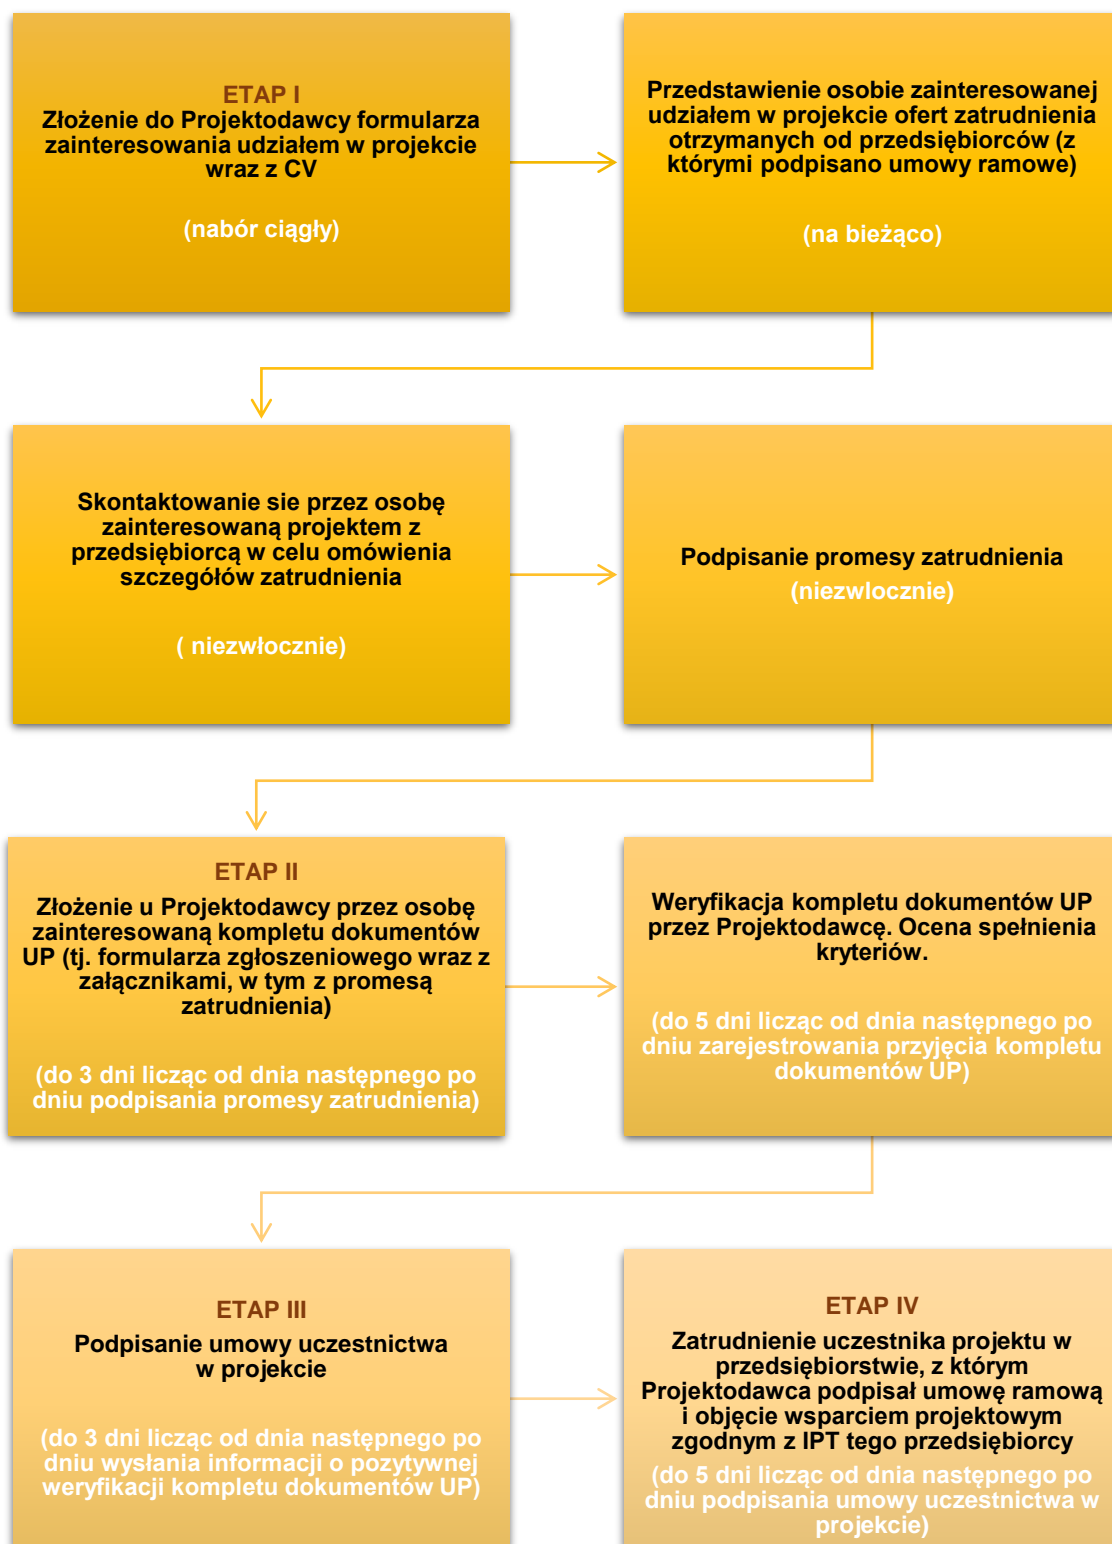 ETAP I
Złożenie do Projektodawcy formularza
zainteresowania udziałem w projekcie
wraz z CV
(nabór ciągły)
Przedstawienie osobie zainteresowanej
udziałem w projekcie ofert zatrudnienia
otrzymanych od przedsiębiorców (z
którymi podpisano umowy ramowe)
(na bieżąco)
Skontaktowanie sie przez osobę
zainteresowaną projektem z
przedsiębiorcą w celu omówienia
szczegółów zatrudnienia
( niezwłocznie)
Podpisanie promesy zatrudnienia
(niezwlocznie)
ETAP II
Złożenie u Projektodawcy przez osobę
zainteresowaną kompletu dokumentów
UP (tj. formularza zgłoszeniowego wraz z
załącznikami, w tym z promesą
zatrudnienia)
(do 3 dni licząc od dnia następnego po
dniu podpisania promesy zatrudnienia)
Weryfikacja kompletu dokumentów UP
przez Projektodawcę. Ocena spełnienia
kryteriów.
(do 5 dni licząc od dnia następnego po
dniu zarejestrowania przyjęcia kompletu
dokumentów UP)
ETAP III
Podpisanie umowy uczestnictwa
w projekcie
(do 3 dni licząc od dnia następnego po
dniu wysłania informacji o pozytywnej
weryfikacji kompletu dokumentów UP)
ETAP IV
Zatrudnienie uczestnika projektu w
przedsiębiorstwie, z którym
Projektodawca podpisał umowę ramową
i objęcie wsparciem projektowym
zgodnym z IPT tego przedsiębiorcy
(do 5 dni licząc od dnia następnego po
dniu podpisania umowy uczestnictwa w
projekcie)